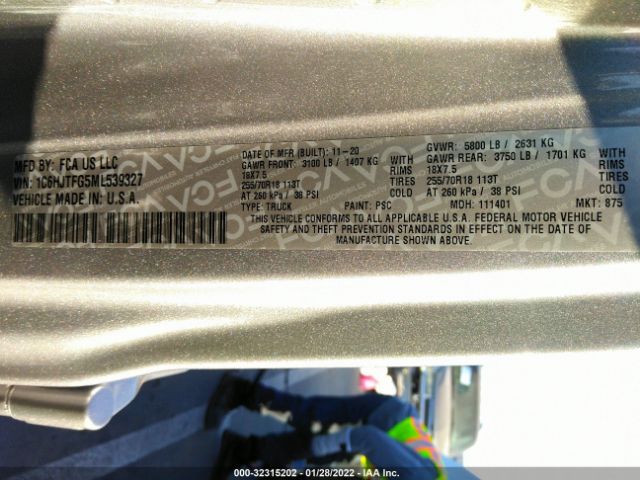 MFD BY: FCA US LLC
VIN: 1C6HJTFG5ML539327
VEHICLE MADE IN U.S.A.
DATE OF MFR (BUILT): 11-20
GAWR FRONT: 3100 LB / 1407 KG WITH
18X7.5 RIMS
255/70R18 113T TIRES
AT 260 kPa / 38 PSI COLD
TYPE: TRUCK PAINT: PSC
GVWR: 5800 LB / 2631 KG
GAWR REAR: 3750 LB / 1701 KG WITH
18X7.5 RIMS
255/70R18 113T TIRES
AT 260 kPa / 38 PSI COLD
MDH: 111401 MKT: 875
THIS VEHICLE CONFORMS TO ALL APPLICABLE U.S.A. FEDERAL MOTOR VEHICLE
SAFETY AND THEFT PREVENTION STANDARDS IN EFFECT ON THE DATE OF
MANUFACTURE SHOWN ABOVE.
000-32315202 - 01/28/2022 - IAA Inc.